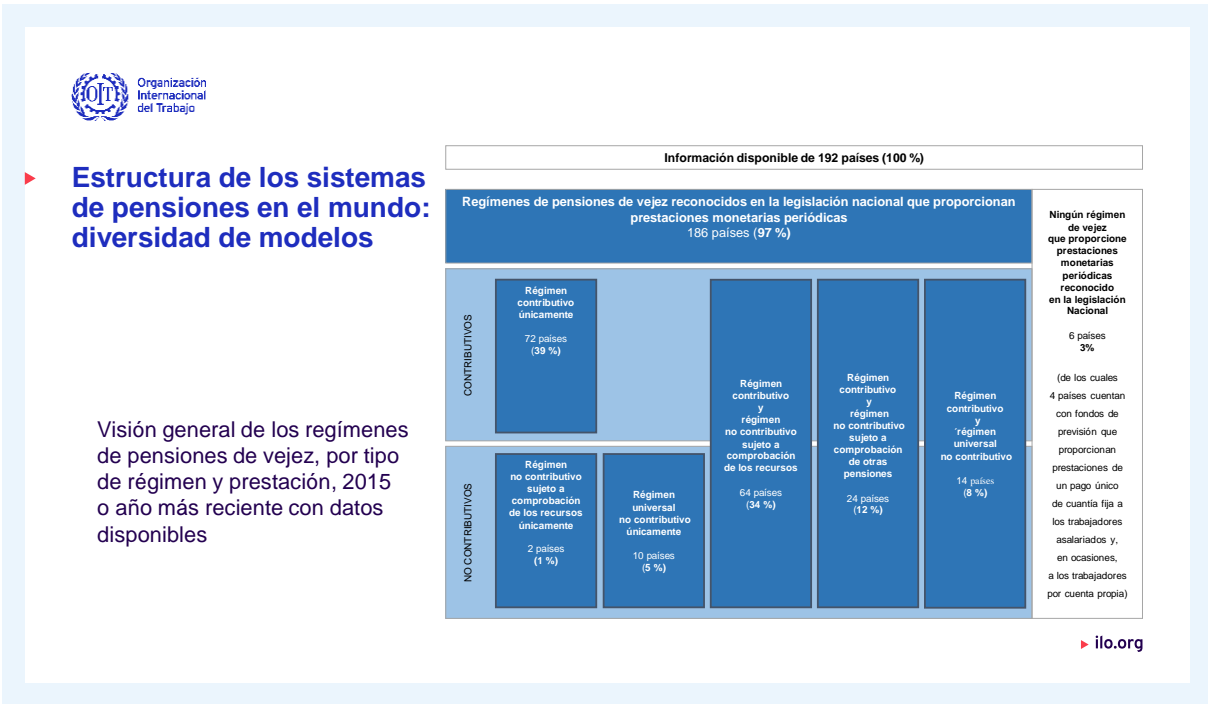 OIT
Organización
Internacional
del Trabajo
Estructura de los sistemas
de pensiones en el mundo:
diversidad de modelos
Visión general de los regímenes
de pensiones de vejez, por tipo
de régimen y prestación, 2015
o año más reciente con datos
disponibles
Información disponible de 192 países (100 %)
Regímenes de pensiones de vejez reconocidos en la legislación nacional que proporcionan
prestaciones monetarias periódicas
186 países (97 %)
CONTRIBUTIVOS
Régimen
contributivo
únicamente
72 países
(39 %)
NO CONTRIBUTIVOS
Régimen
no contributivo
sujeto a
comprobación
de los recursos
únicamente
2 países
(1 %)
Régimen
universal
no contributivo
únicamente
10 países
(5 %)
Régimen
contributivo
y
régimen
no contributivo
sujeto a
comprobación
de los recursos
64 países
(34 %)
Régimen
contributivo
y
régimen
no contributivo
sujeto a
comprobación
de otras
pensiones
24 países
(12 %)
Régimen
contributivo
y
´régimen
universal
no contributivo
14 países
(8 %)
Ningún régimen
de vejez
que proporcione
prestaciones
monetarias
periódicas
reconocido
en la legislación
Nacional
6 países
3%
(de los cuales
4 países cuentan
con fondos de
previsión que
proporcionan
prestaciones de
un pago único
de cuantía fija a
los trabajadores
asalariados y,
en ocasiones,
a los trabajadores
por cuenta propia)
ilo.org